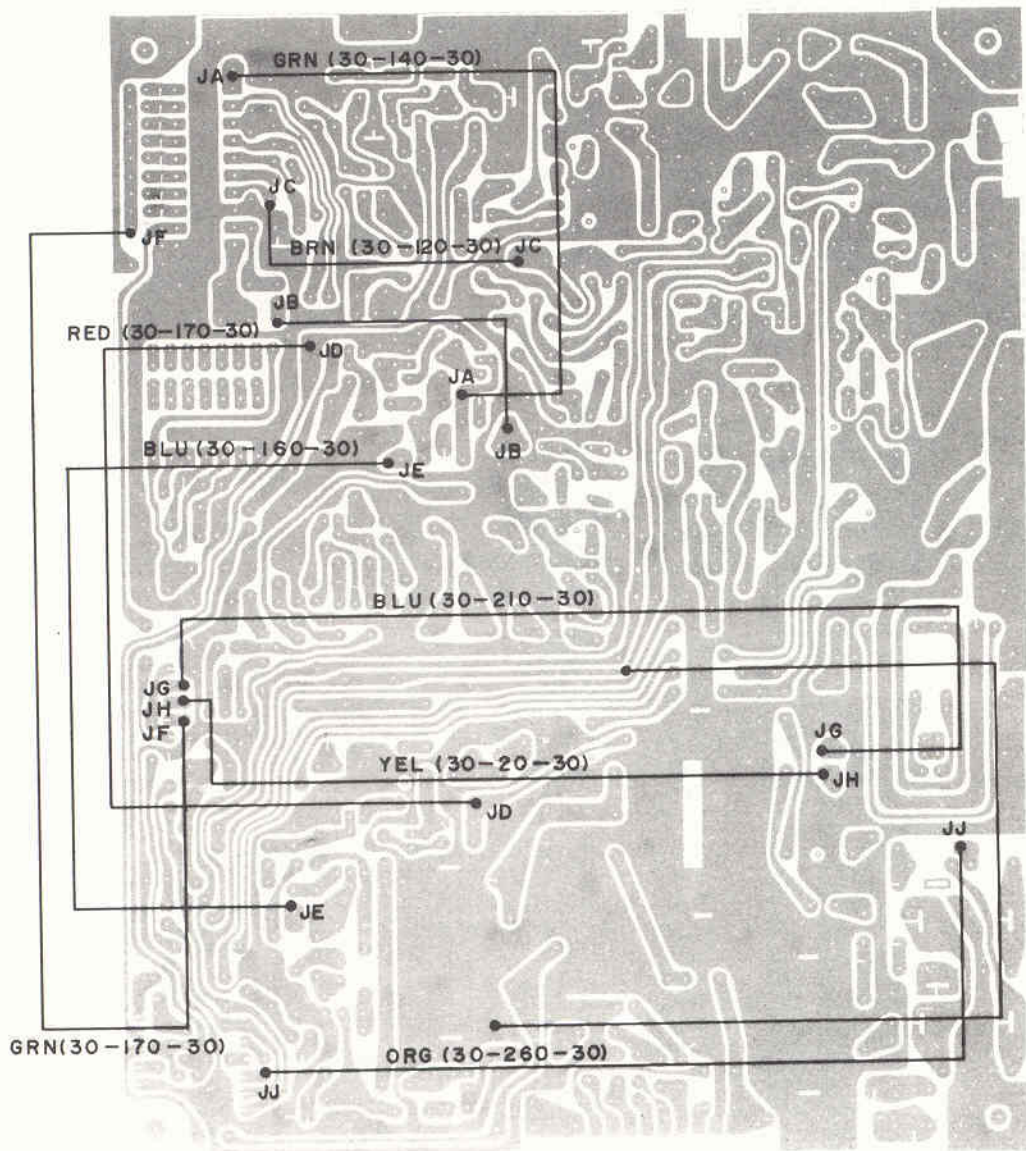 GRN (30-140-30)
JA
JC
JF
BRN (30-120-30)
JC
JB
RED (30-170-30)
JD
JA
JB
BLU (30-160-30)
JE
BLU (30-210-30)
JG
JH
JF
JG
YEL (30-20-30)
JH
JD
JJ
JE
GRN(30-170-30)
ORG (30-260-30)
JJ